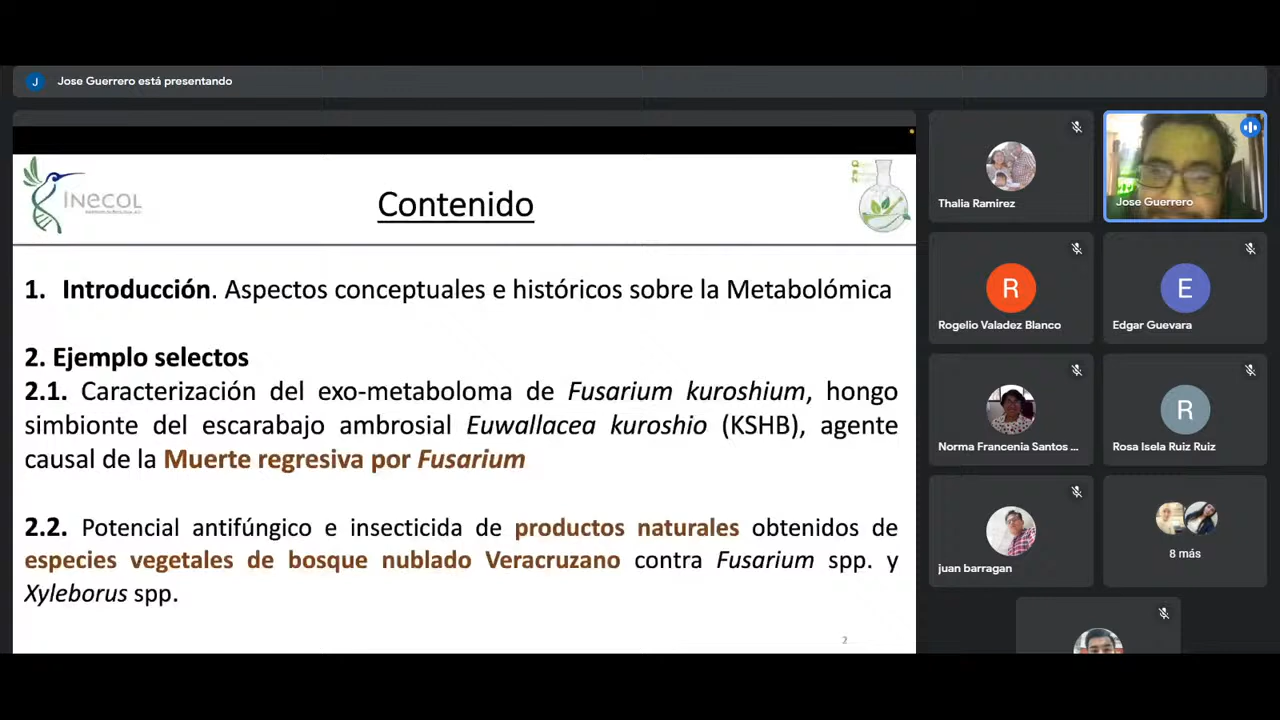 J Jose Guerrero está presentando
INECOL
Contenido
1. Introducción. Aspectos conceptuales e históricos sobre la Metabolómica
2. Ejemplo selectos
2.1. Caracterización del exo-metaboloma de Fusarium kuroshium, hongo
simbionte del escarabajo ambrosial Euwallacea kuroshio (KSHB), agente
causal de la Muerte regresiva por Fusarium
2.2. Potencial antifúngico e insecticida de productos naturales obtenidos de
especies vegetales de bosque nublado Veracruzano contra Fusarium spp. y
Xyleborus spp.
2
Thalia Ramirez
Jose Guerrero
R
Rogelio Valadez Blanco
E
Edgar Guevara
Norma Francenia Santos ...
R
Rosa Isela Ruiz Ruiz
juan barragan
8 más